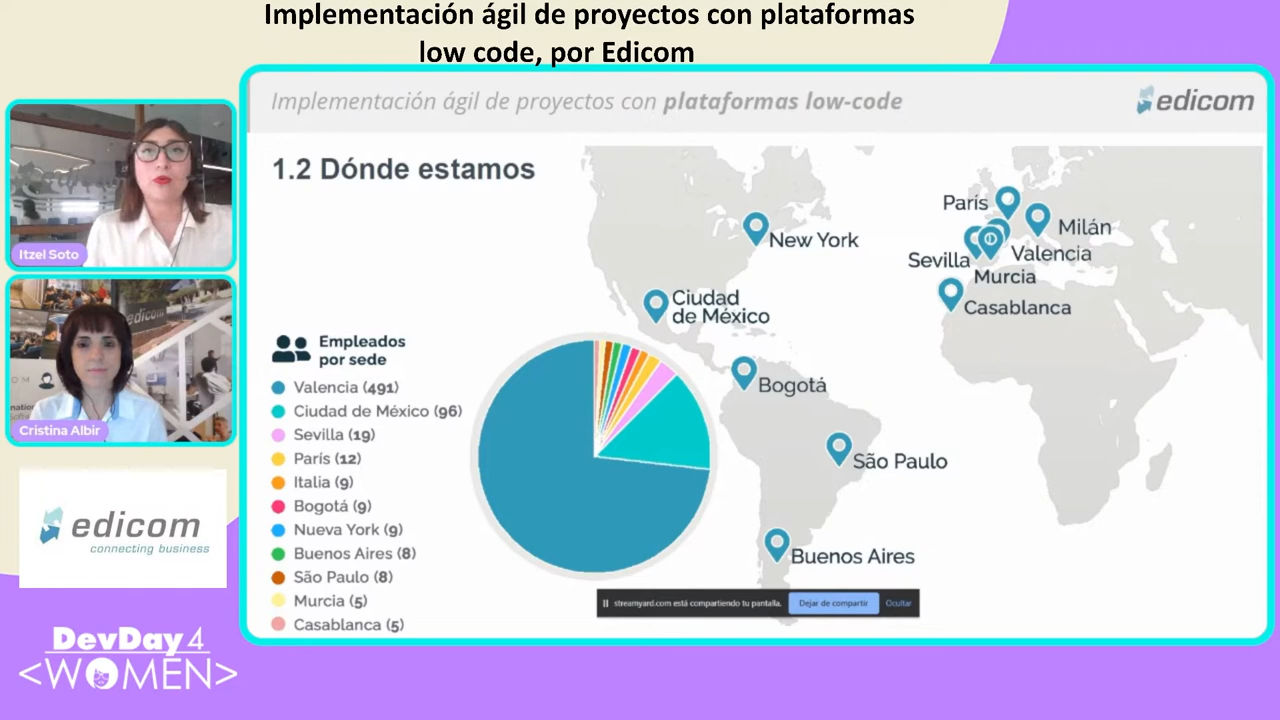 Implementación ágil de proyectos con plataformas
low code, por Edicom
Implementación ágil de proyectos con plataformas low-code
edicom
1.2 Dónde estamos
Itzel Soto
edicom
Cristina Albir
edicom
connecting business
DevDay4
<WOMEN>
París
Milán
New York
Valencia
Sevilla
Murcia
Casablanca
Ciudad
de México
Bogotá
São Paulo
Buenos Aires
Empleados
por sede
Valencia (491)
Ciudad de México (96)
Sevilla (19)
París (12)
Italia (9)
Bogotá (9)
Nueva York (9)
Buenos Aires (8)
São Paulo (8)
Murcia (5)
Casablanca (5)
streamyard.com está compartiendo tu pantalla.
Dejar de compartir
Ocultar